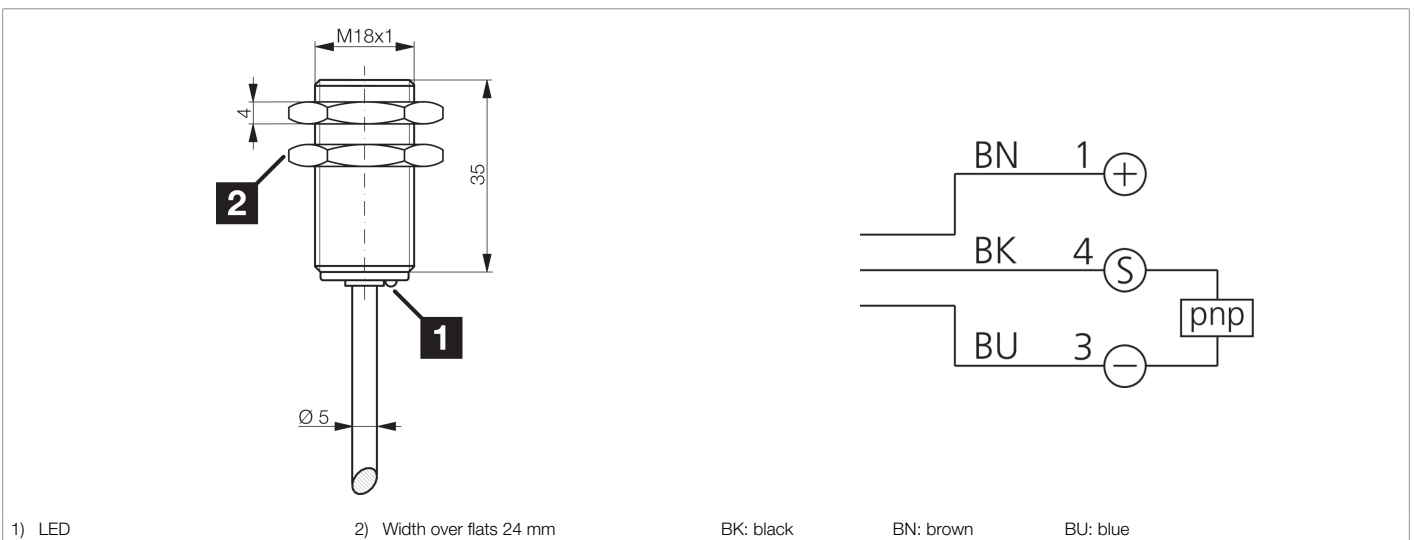 M18x1
4
35
2
1
Ø 5
BN 1 +
BK 4 S
pnp
BU 3 −
1) LED 2) Width over flats 24 mm BK: black BN: brown BU: blue